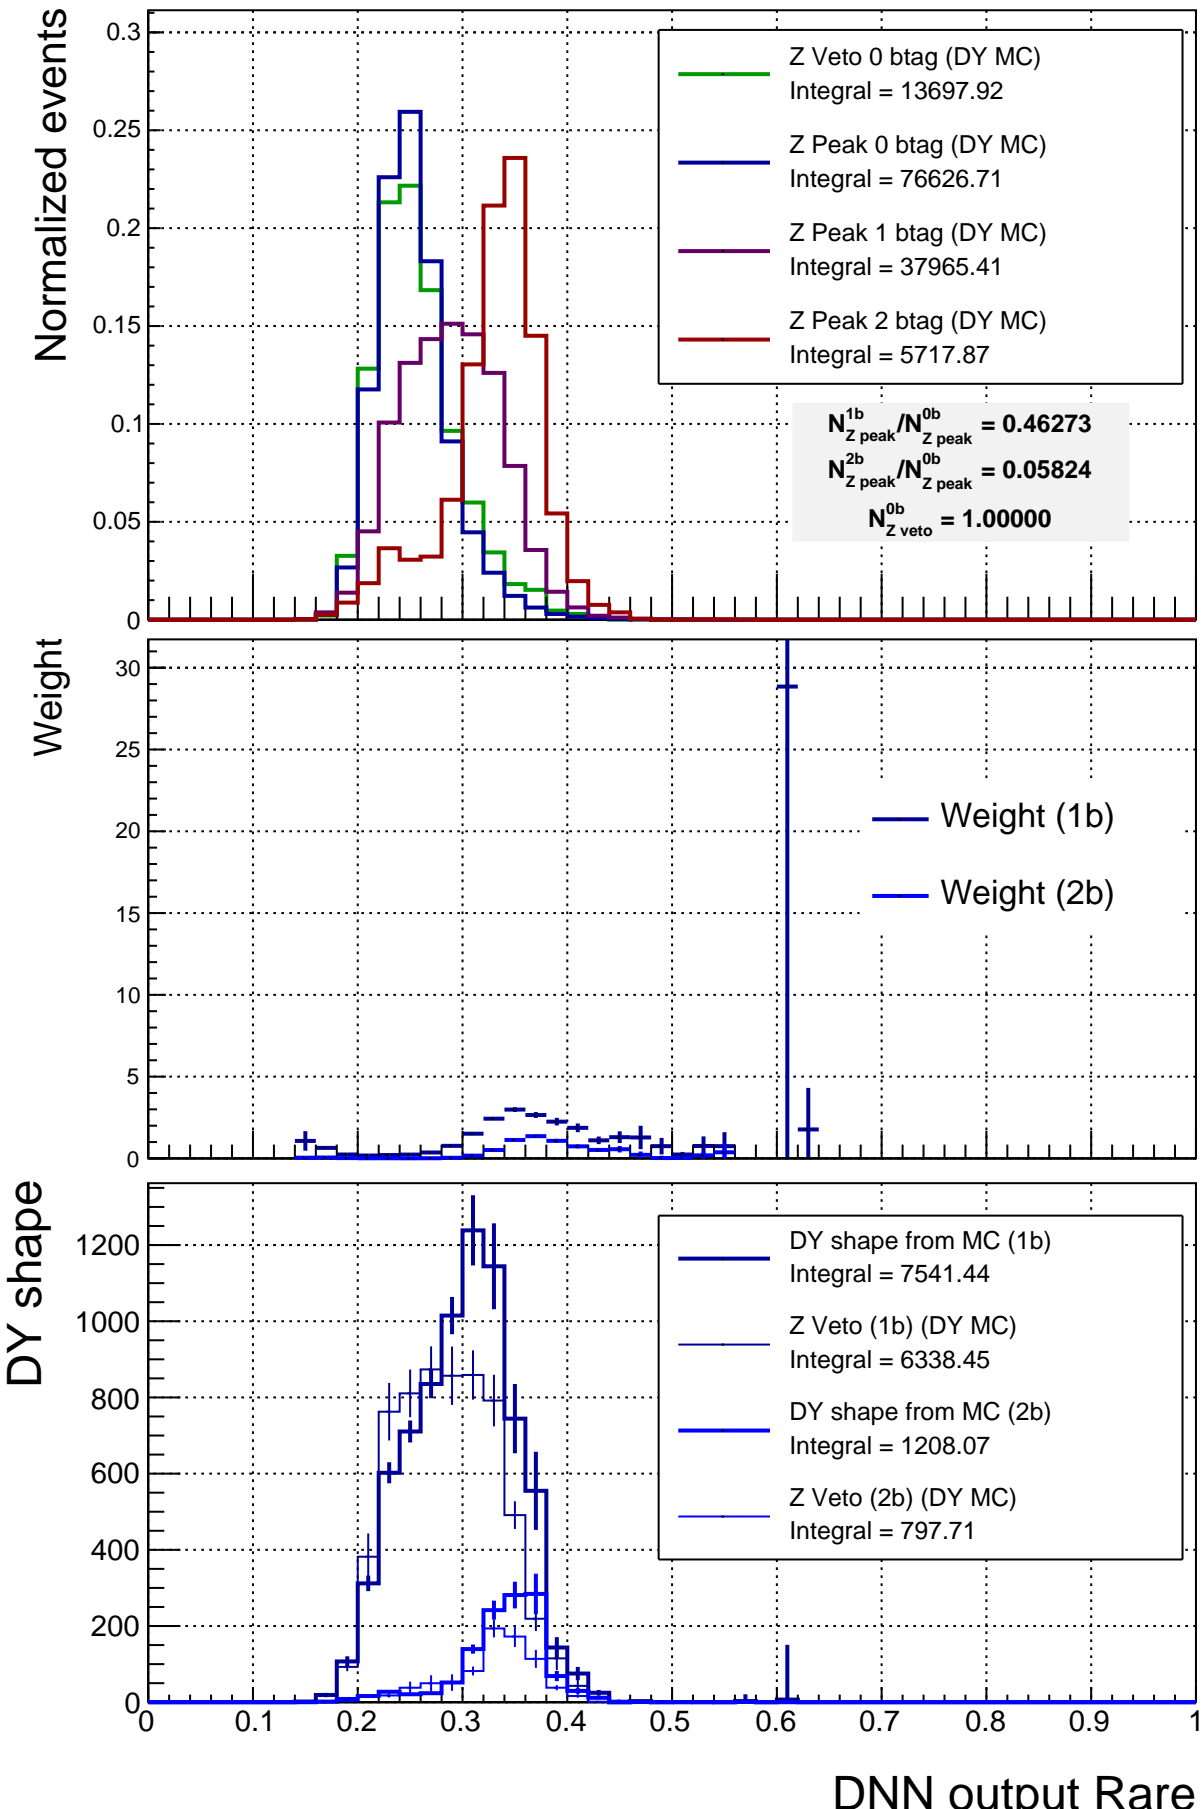 Normalized events
0.3
0.25
0.2
0.15
0.1
0.05
0
Z Veto 0 btag (DY MC)
Integral = 13697.92
Z Peak 0 btag (DY MC)
Integral = 76626.71
Z Peak 1 btag (DY MC)
Integral = 37965.41
Z Peak 2 btag (DY MC)
Integral = 5717.87
N^{1b}_{Z peak}/N^{0b}_{Z peak} = 0.46273
N^{2b}_{Z peak}/N^{0b}_{Z peak} = 0.05824
N^{0b}_{Z veto} = 1.00000
Weight
30
25
20
15
10
5
0
Weight (1b)
Weight (2b)
DY shape
1200
1000
800
600
400
200
0
DY shape from MC (1b)
Integral = 7541.44
Z Veto (1b) (DY MC)
Integral = 6338.45
DY shape from MC (2b)
Integral = 1208.07
Z Veto (2b) (DY MC)
Integral = 797.71
0 0.1 0.2 0.3 0.4 0.5 0.6 0.7 0.8 0.9 1
DNN output Rare